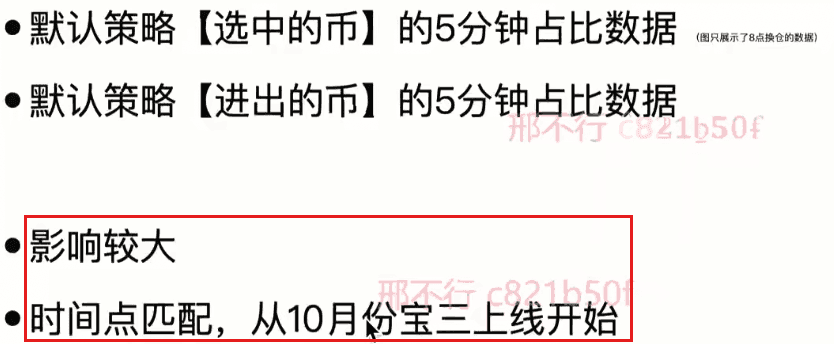 ● 默认策略【选中的币】的5分钟占比数据 (图只展示了8点换仓的数据)
● 默认策略【进出的币】的5分钟占比数据
邢不行 c821b50f
● 影响较大
邢不行 c821b50f
● 时间点匹配，从10月份宝三上线开始